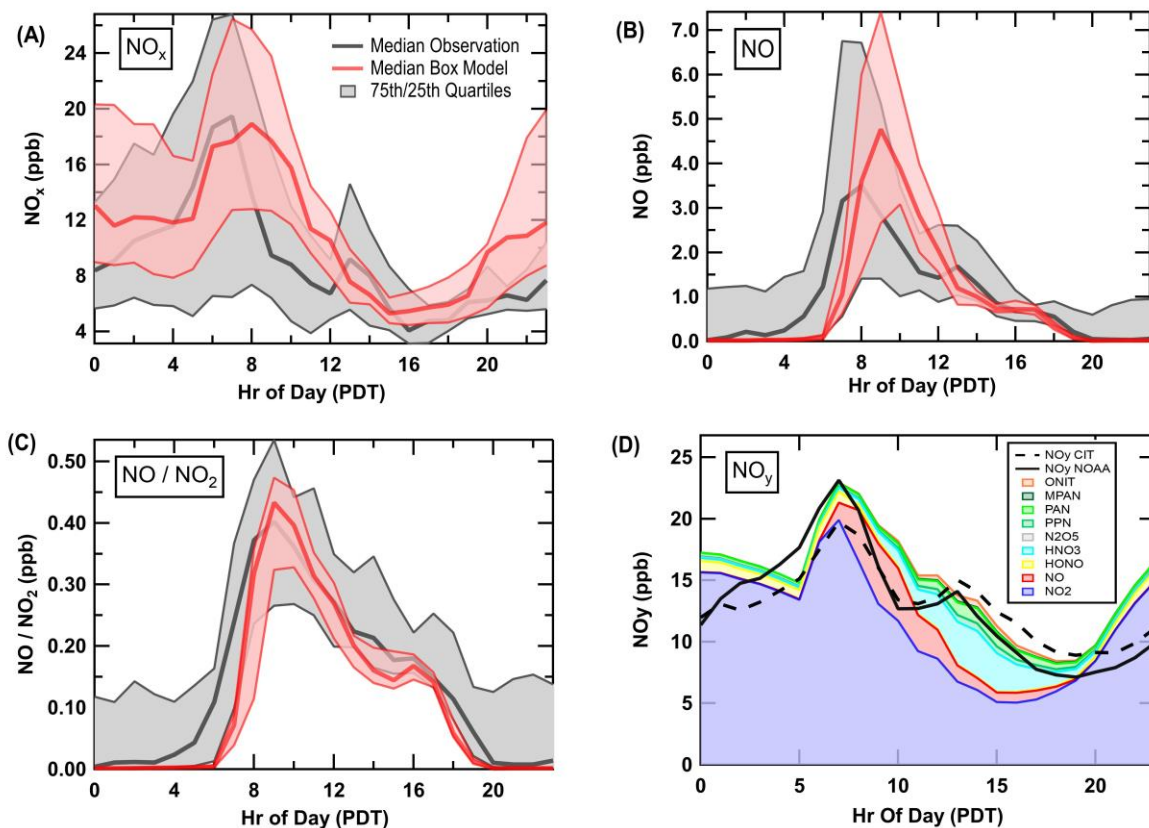 (A)
NOx
Median Observation
Median Box Model
75th/25th Quartiles
NOx (ppb)
26
24
20
16
12
8
4
0 4 8 12 16 20
Hr of Day (PDT)
(B)
NO
NO (ppb)
7.0
6.0
5.0
4.0
3.0
2.0
1.0
0.0
0 4 8 12 16 20
Hr of Day (PDT)
(C)
NO / NO2
NO / NO2 (ppb)
0.50
0.40
0.30
0.20
0.10
0.00
0 4 8 12 16 20
Hr of Day (PDT)
(D)
NOy
NOy CIT
NOy NOAA
ONIT
MPAN
PAN
PPN
N2O5
HNO3
HONO
NO
NO2
NOy (ppb)
25
20
15
10
5
0
0 5 10 15 20
Hr Of Day (PDT)